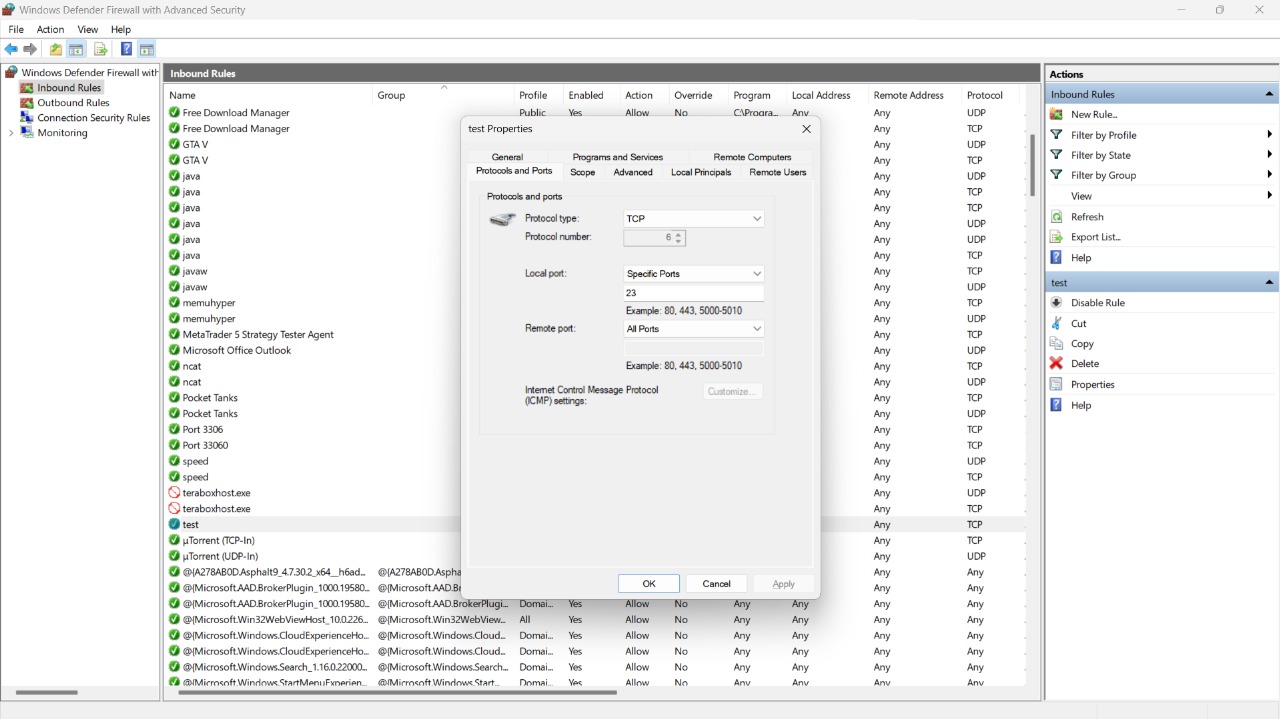 Windows Defender Firewall with Advanced Security
File Action View Help
Windows Defender Firewall with
Inbound Rules
Outbound Rules
Connection Security Rules
Monitoring
Inbound Rules
Name Group Profile Enabled Action Override Program Local Address Remote Address Protocol
Free Download Manager Public Yes Allow No C:\Progra... Any Any UDP
Free Download Manager Any TCP
GTA V Any UDP
GTA V Any TCP
java Any UDP
java Any TCP
java Any TCP
java Any UDP
java Any UDP
java Any TCP
javaw Any TCP
javaw Any UDP
memuhyper Any TCP
memuhyper Any UDP
MetaTrader 5 Strategy Tester Agent Any TCP
Microsoft Office Outlook Any UDP
ncat Any TCP
ncat Any UDP
Pocket Tanks Any TCP
Pocket Tanks Any UDP
Port 3306 Any TCP
Port 33060 Any TCP
speed Any UDP
speed Any TCP
teraboxhost.exe Any UDP
teraboxhost.exe Any TCP
test Any TCP
µTorrent (TCP-In) Any TCP
µTorrent (UDP-In) Any UDP
@{A278AB0D.Asphalt9_4.7.30.2_x64__h6ad... @{A278AB0D.Aspha Any Any
@{Microsoft.AAD.BrokerPlugin_1000.19580... @{Microsoft.AAD.B Any Any
@{Microsoft.AAD.BrokerPlugin_1000.19580... @{Microsoft.AAD.BrokerPlugi... Domai... Yes Allow No Any Any Any Any
@{Microsoft.Win32WebViewHost_10.0.226... @{Microsoft.Win32WebView... All Yes Allow No Any Any Any Any
@{Microsoft.Windows.CloudExperienceHo... @{Microsoft.Windows.Cloud... Domai... Yes Allow No Any Any Any Any
@{Microsoft.Windows.CloudExperienceHo... @{Microsoft.Windows.Cloud... Domai... Yes Allow No Any Any Any Any
@{Microsoft.Windows.Search_1.16.0.22000... @{Microsoft.Windows.Search... Domai... Yes Allow No Any Any Any Any
@{Microsoft.Windows.StartMenuExperien... @{Microsoft.Windows.Start... Domai... Yes Allow No Any Any Any Any
test Properties
General Programs and Services Remote Computers
Protocols and Ports Scope Advanced Local Principals Remote Users
Protocols and ports
Protocol type: TCP
Protocol number: 6
Local port: Specific Ports
23
Example: 80, 443, 5000-5010
Remote port: All Ports
Example: 80, 443, 5000-5010
Internet Control Message Protocol
(ICMP) settings: Customize...
OK Cancel Apply
Actions
Inbound Rules
New Rule...
Filter by Profile
Filter by State
Filter by Group
View
Refresh
Export List...
Help
test
Disable Rule
Cut
Copy
Delete
Properties
Help